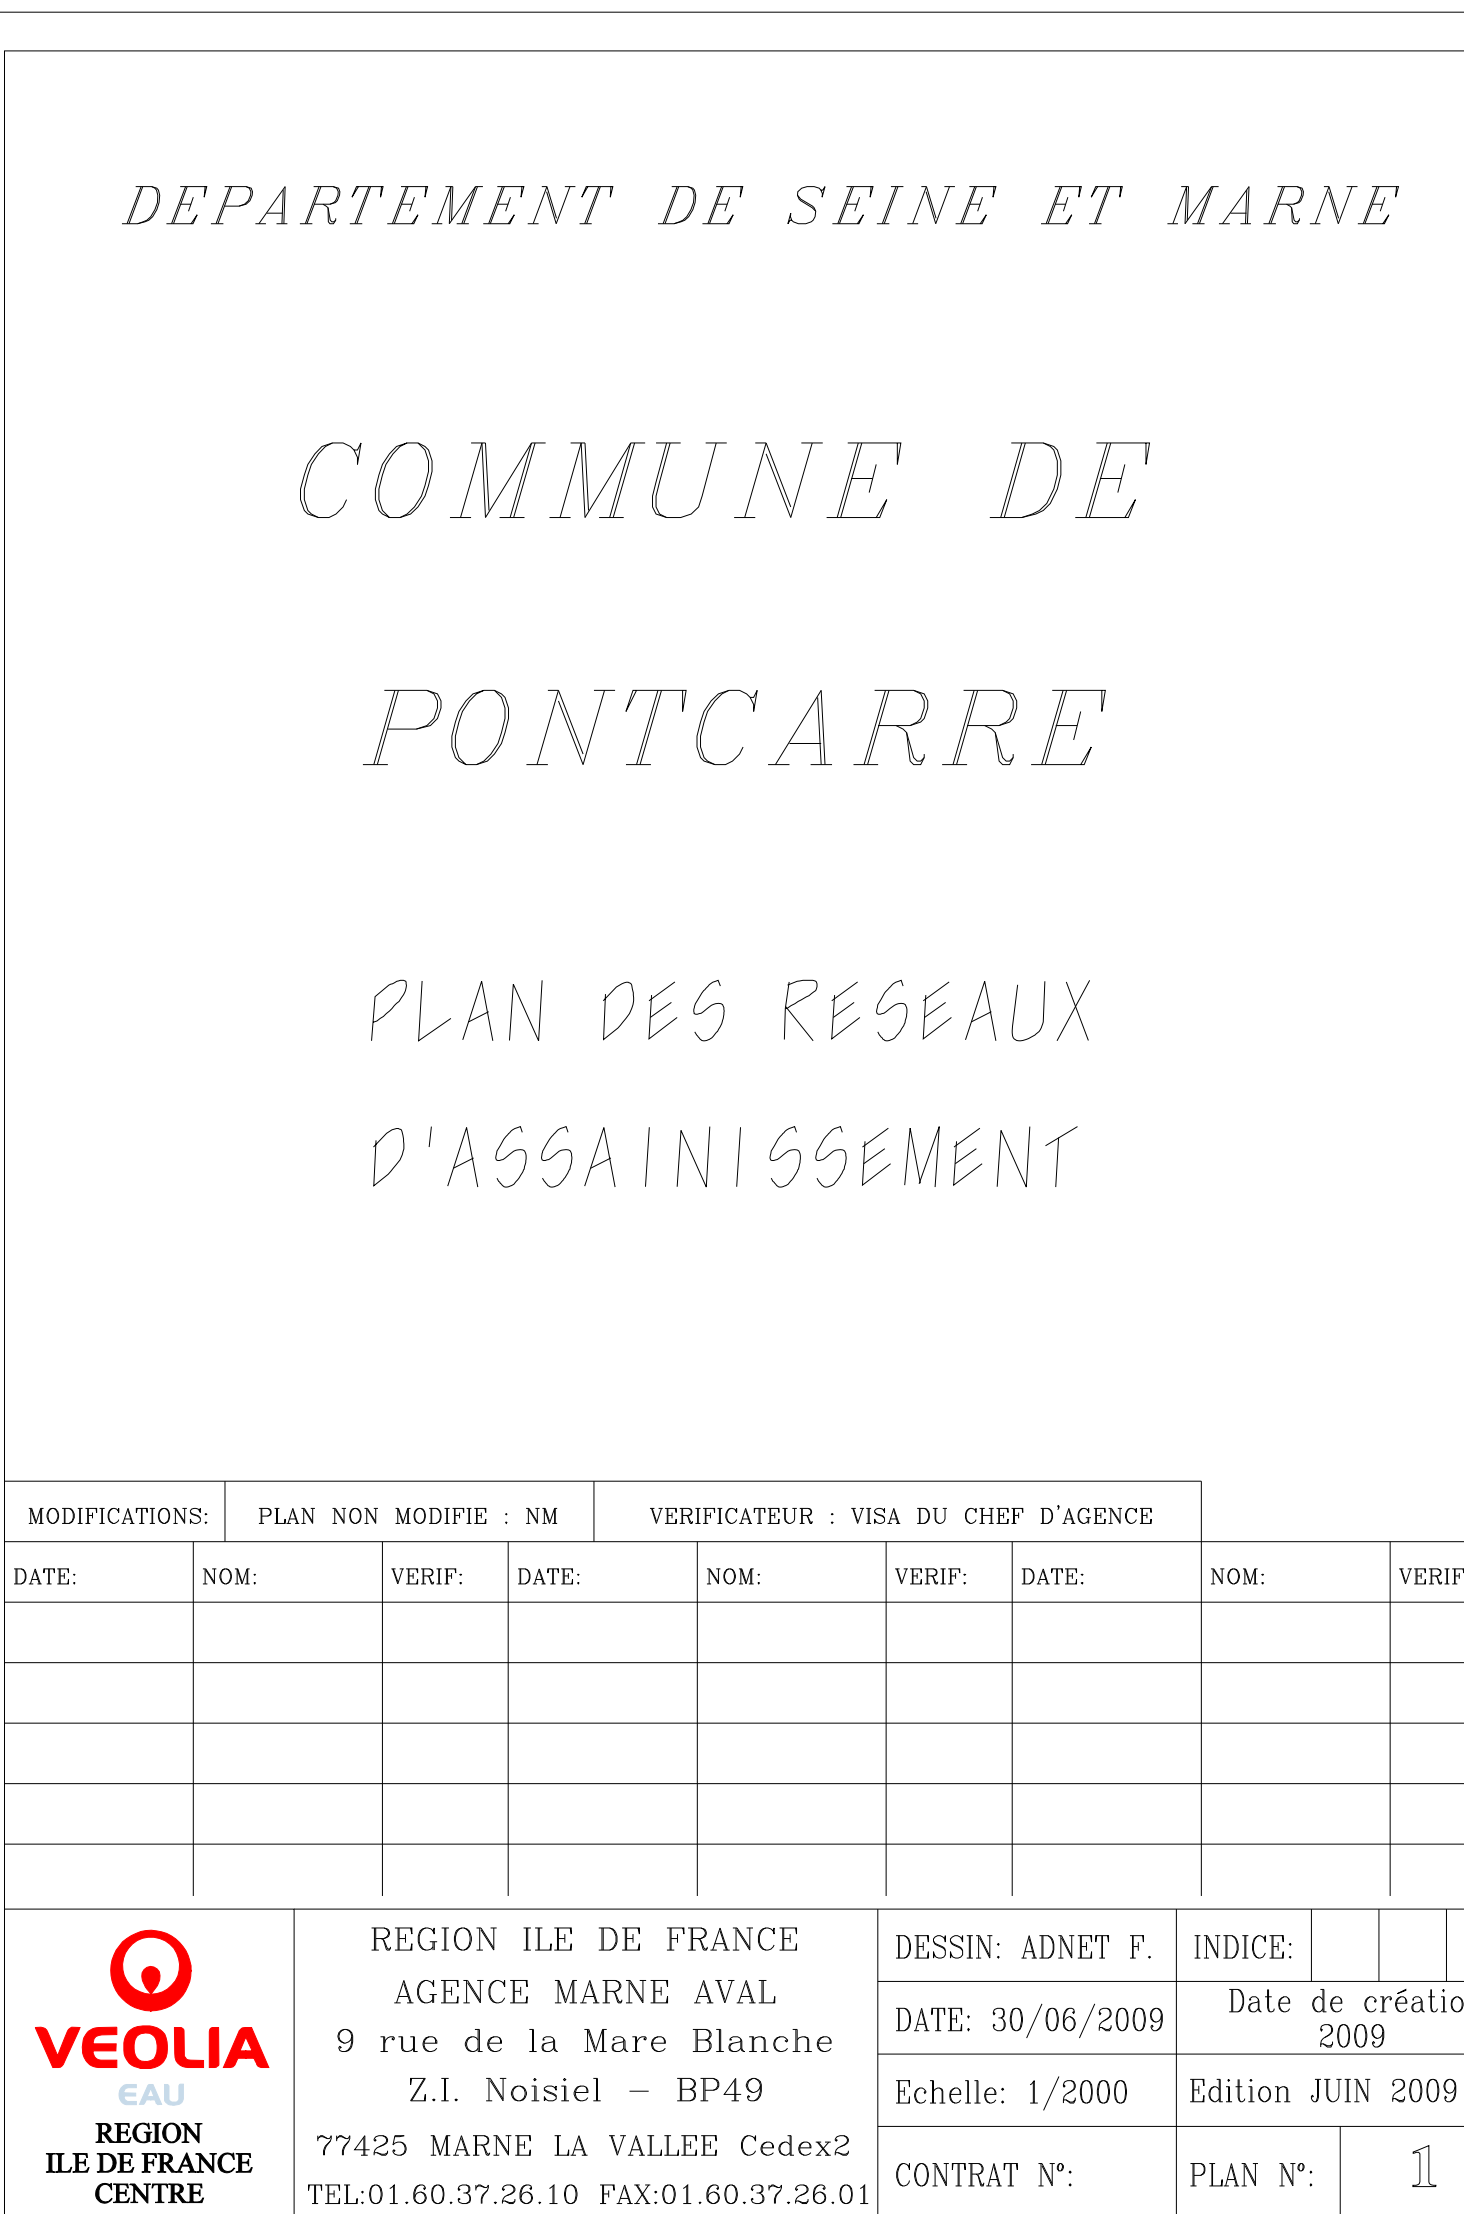 DEPARTEMENT DE SEINE ET MARNE
COMMUNE DE
PONTCARRE
PLAN DES RESEAUX
D'ASSAINISSEMENT
MODIFICATIONS: PLAN NON MODIFIE : NM VERIFICATEUR : VISA DU CHEF D'AGENCE
DATE: NOM: VERIF: DATE: NOM: VERIF: DATE: NOM: VERIF
VEOLIA
EAU
REGION
ILE DE FRANCE
CENTRE
REGION ILE DE FRANCE
AGENCE MARNE AVAL
9 rue de la Mare Blanche
Z.I. Noisiel – BP49
77425 MARNE LA VALLEE Cedex2
TEL:01.60.37.26.10 FAX:01.60.37.26.01
DESSIN: ADNET F. INDICE:
DATE: 30/06/2009 Date de créatio
2009
Echelle: 1/2000 Edition JUIN 2009
CONTRAT N°: PLAN N°: 1